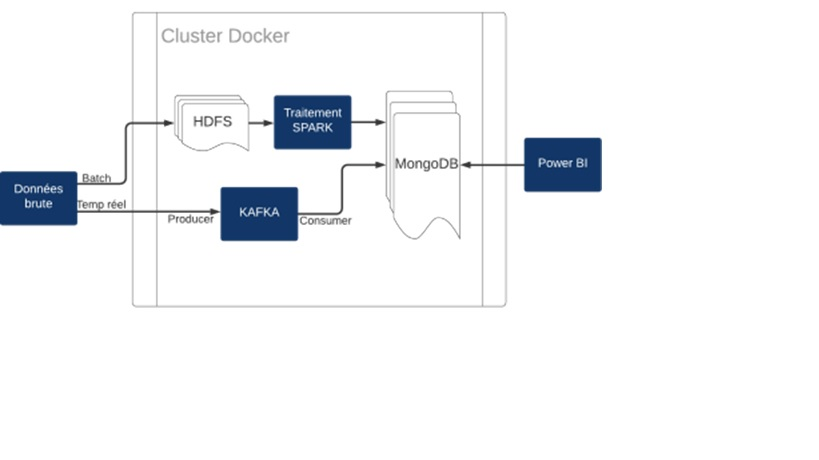 Cluster Docker
HDFS
Traitement
SPARK
MongoDB
Power BI
Données
brute
Batch
Temp réel
Producer
KAFKA
Consumer